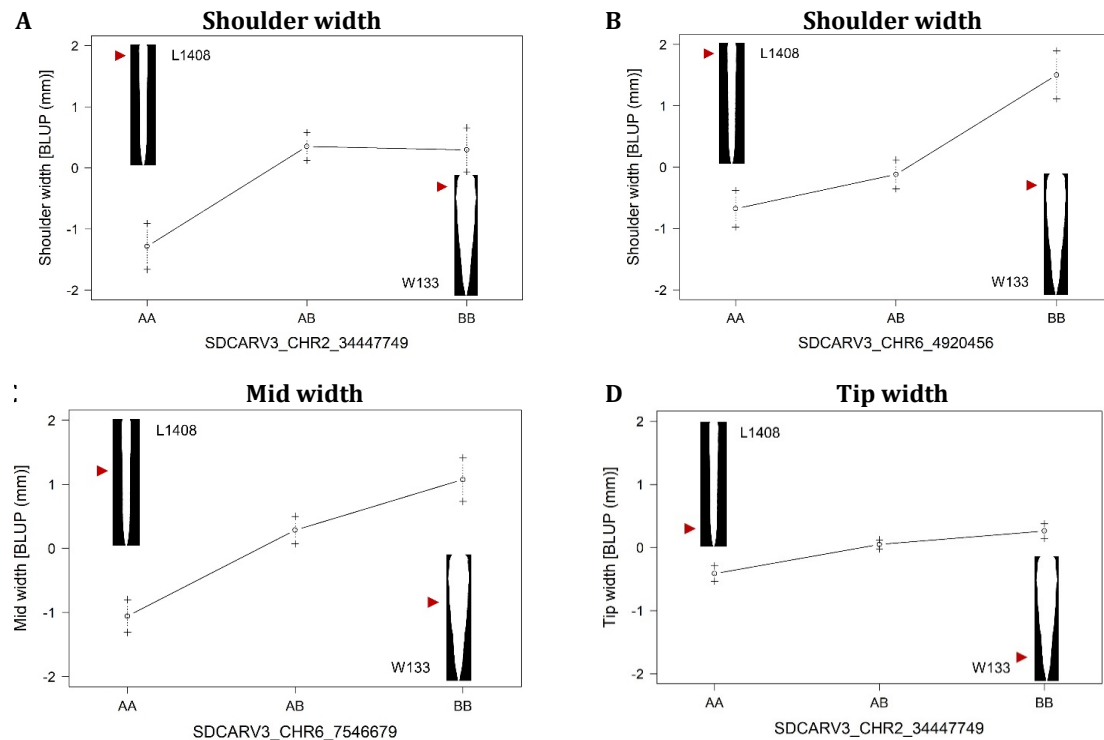 A Shoulder width
Shoulder width [BLUP (mm)]
2
1
0
-1
-2
L1408
W133
AA AB BB
SDCARV3_CHR2_34447749
B Shoulder width
Shoulder width [BLUP (mm)]
2
1
0
-1
-2
L1408
W133
AA AB BB
SDCARV3_CHR6_4920456
Mid width
Mid width [BLUP (mm)]
2
1
0
-1
-2
L1408
W133
AA AB BB
SDCARV3_CHR6_7546679
D Tip width
Tip width [BLUP (mm)]
2
1
0
-1
-2
L1408
W133
AA AB BB
SDCARV3_CHR2_34447749